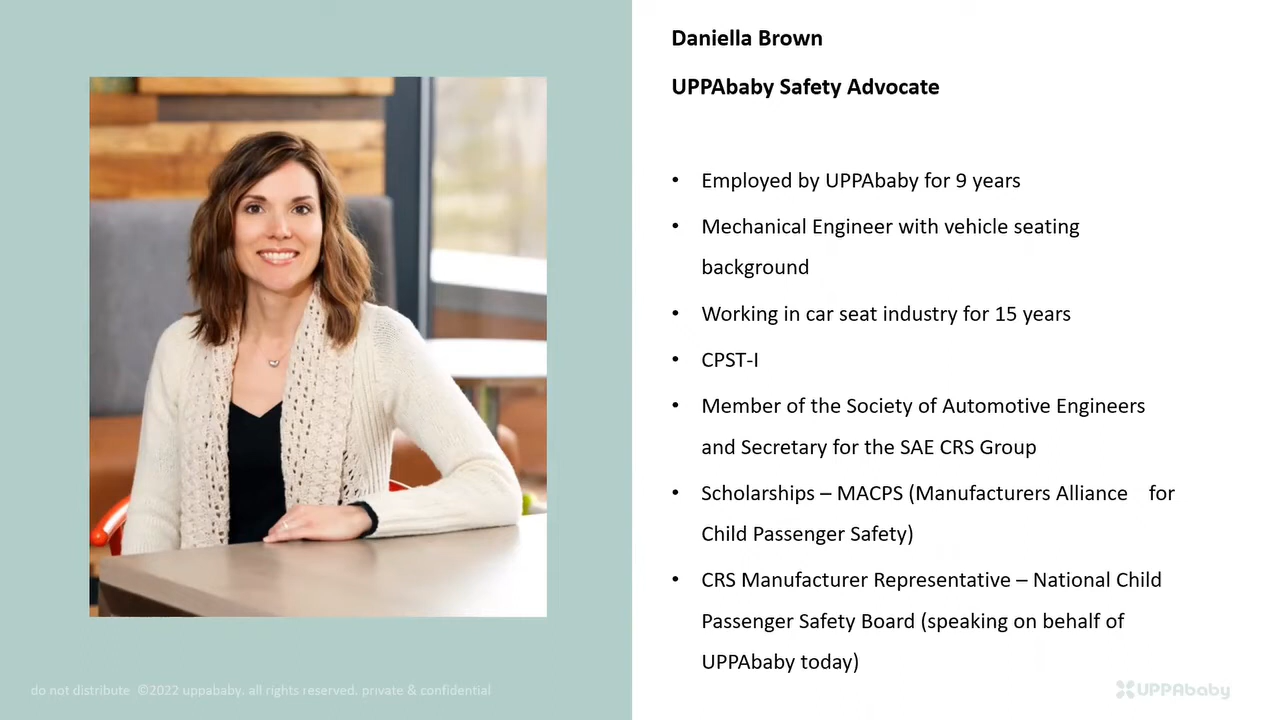 Daniella Brown
UPPAbaby Safety Advocate
• Employed by UPPAbaby for 9 years
• Mechanical Engineer with vehicle seating
background
• Working in car seat industry for 15 years
• CPST-I
• Member of the Society of Automotive Engineers
and Secretary for the SAE CRS Group
• Scholarships – MACPS (Manufacturers Alliance for
Child Passenger Safety)
• CRS Manufacturer Representative – National Child
Passenger Safety Board (speaking on behalf of
UPPAbaby today)
do not distribute ©2022 uppababy. all rights reserved. private & confidential
UPPAbaby